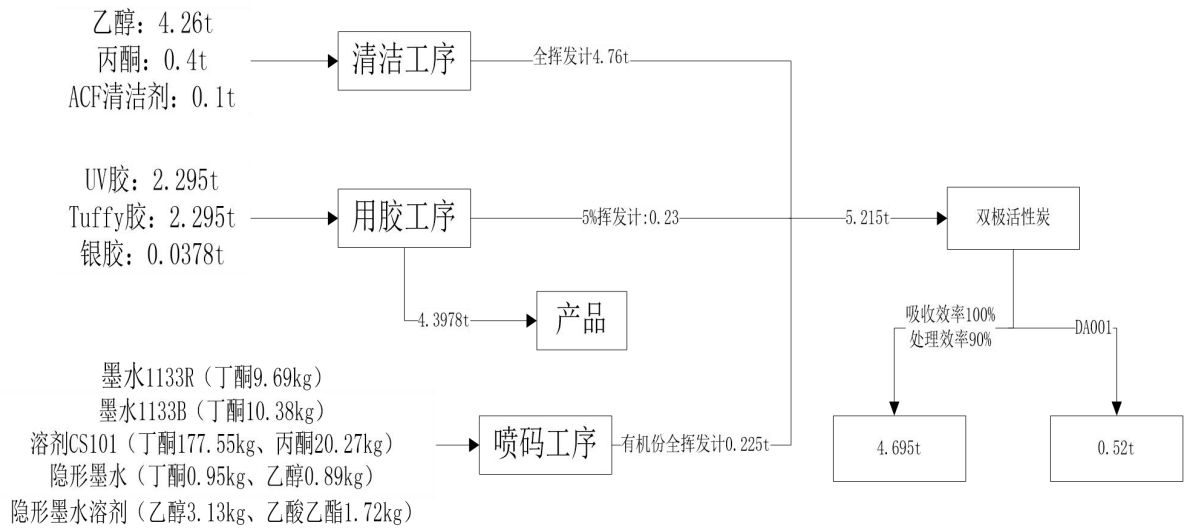 乙醇：4.26t
丙酮：0.4t
ACF清洁剂：0.1t
清洁工序
全挥发计4.76t
UV胶：2.295t
Tuffy胶：2.295t
银胶：0.0378t
用胶工序
5%挥发计:0.23
5.215t
双极活性炭
4.3978t
产品
吸收效率100%
处理效率90%
DA001
墨水1133R（丁酮9.69kg）
墨水1133B（丁酮10.38kg）
溶剂CS101（丁酮177.55kg、丙酮20.27kg）
隐形墨水（丁酮0.95kg、乙醇0.89kg）
隐形墨水溶剂（乙醇3.13kg、乙酸乙酯1.72kg）
喷码工序
有机份全挥发计0.225t
4.695t
0.52t